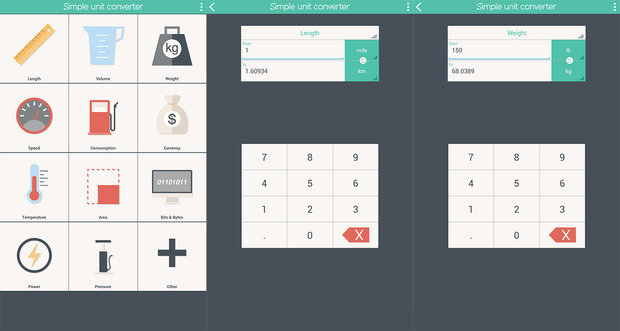 Simple unit converter
Length
Volume
kg
Weight
Speed
Consumption
$
Currency
Temperature
Area
01101011
Bits & Bytes
Power
Pressure
Other
Simple unit converter
Length
from
1
mile
to
1.60934
km
7 8 9
4 5 6
1 2 3
. 0 X
Simple unit converter
Weight
from
150
lb
to
68.0389
kg
7 8 9
4 5 6
1 2 3
. 0 X